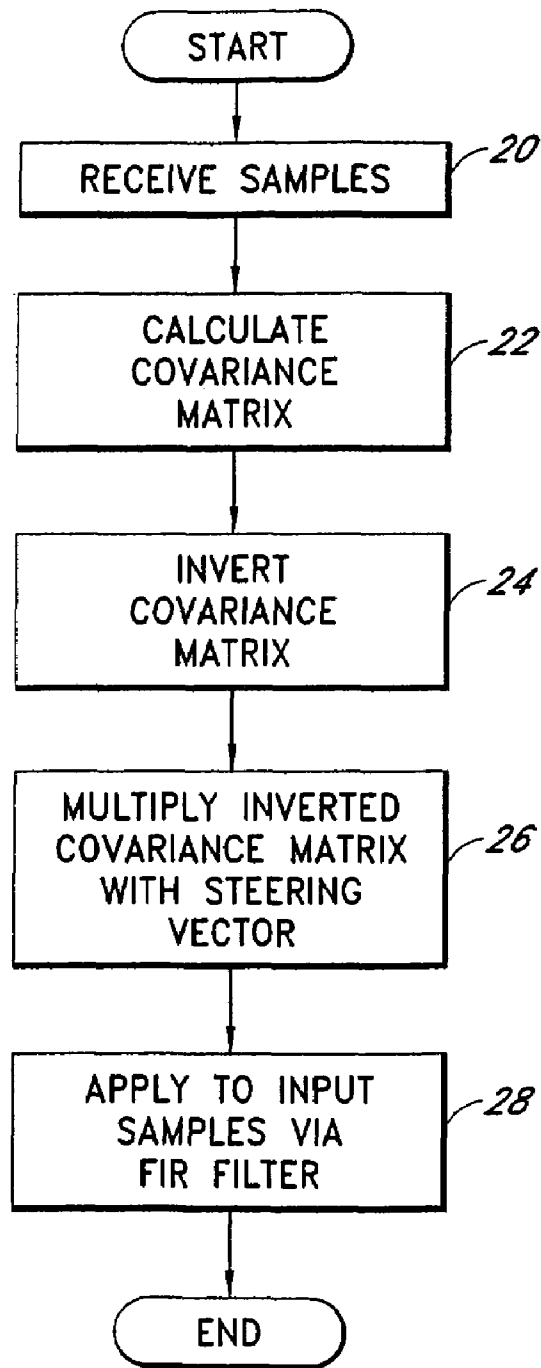 START
RECEIVE SAMPLES
20
CALCULATE
COVARIANCE
MATRIX
22
INVERT
COVARIANCE
MATRIX
24
MULTIPLY INVERTED
COVARIANCE MATRIX
WITH STEERING
VECTOR
26
APPLY TO INPUT
SAMPLES VIA
FIR FILTER
28
END